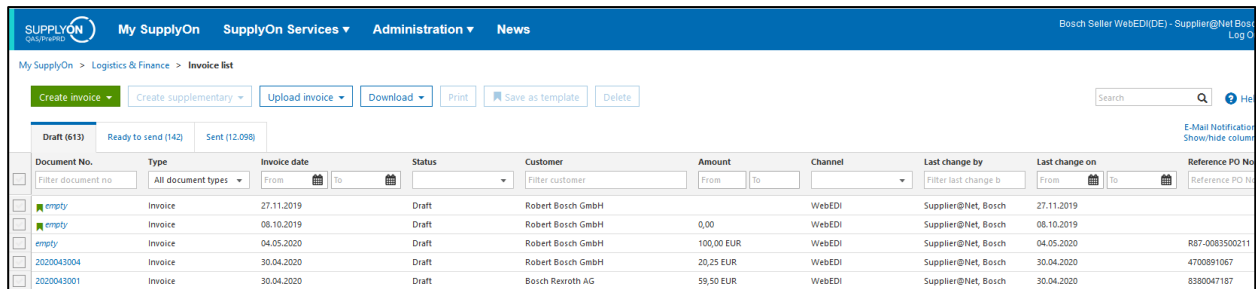 SUPPLYON My SupplyOn SupplyOn Services Administration News Bosch Seller WebEDI(DE) - Supplier@Net Bosc
QAS/PrePRD Log O
My SupplyOn > Logistics & Finance > Invoice list
Create invoice Create supplementary Upload invoice Download Print Save as template Delete Search Hel
Draft (613) Ready to send (142) Sent (12.098) E-Mail Notification
Show/hide column
Document No. Type Invoice date Status Customer Amount Channel Last change by Last change on Reference PO No
Filter document no All document types From To Filter customer From To Filter last change b From To Reference PO No
empty Invoice 27.11.2019 Draft Robert Bosch GmbH WebEDI Supplier@Net, Bosch 27.11.2019
empty Invoice 08.10.2019 Draft Robert Bosch GmbH 0,00 WebEDI Supplier@Net, Bosch 08.10.2019
empty Invoice 04.05.2020 Draft Robert Bosch GmbH 100,00 EUR WebEDI Supplier@Net, Bosch 04.05.2020 R87-0083500211
2020043004 Invoice 30.04.2020 Draft Robert Bosch GmbH 20,25 EUR WebEDI Supplier@Net, Bosch 30.04.2020 4700891067
2020043001 Invoice 30.04.2020 Draft Bosch Rexroth AG 59,50 EUR WebEDI Supplier@Net, Bosch 30.04.2020 8380047187